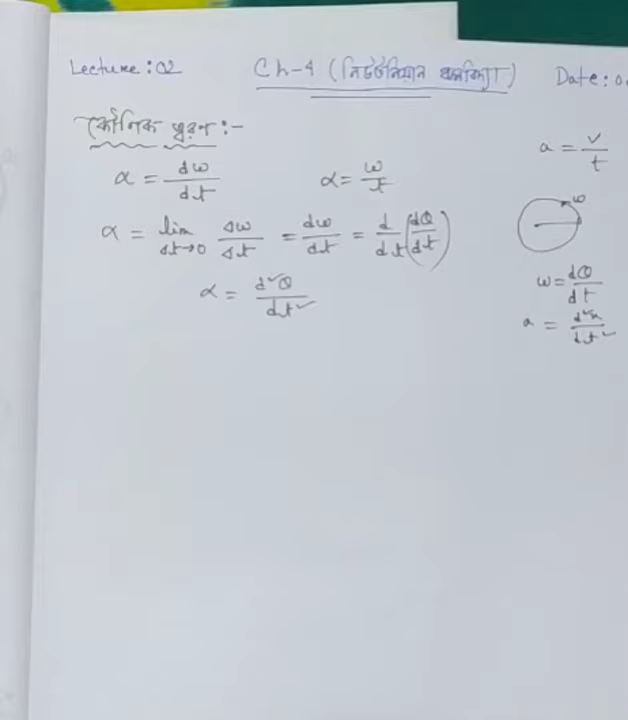 Lecture : 02 Ch-4 (নিউটনিয়ান বলবিদ্যা) Date : 0
কৌণিক ত্বরণ :-
α = dω/dt α = ω/t
α = lim Δt→0 Δω/Δt = dω/dt = d/dt (dθ/dt)
α = d²θ/dt²
a = v/t
ω
ω = dθ/dt
a = d²x/dt²